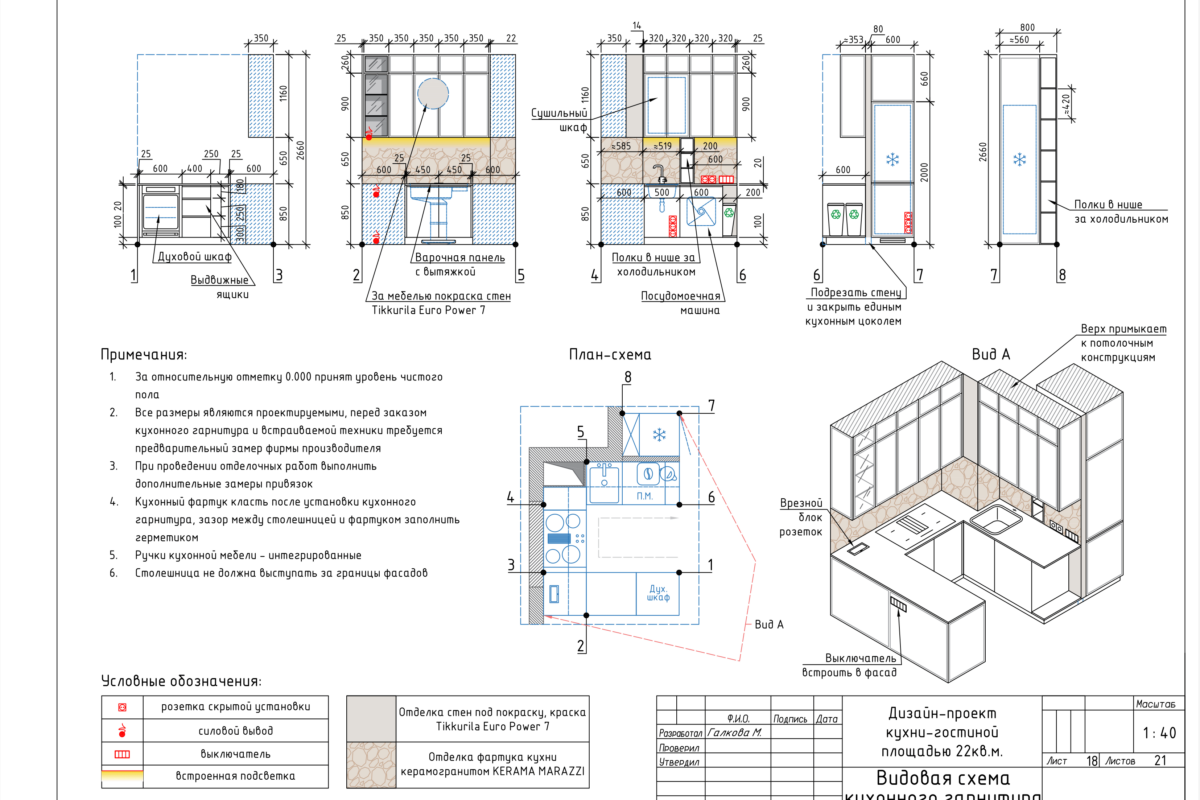 350
1160
2660
650
850
25
600
400
250
25
600
180
250
300
100
20
Духовой шкаф
Выдвижные
ящики
1
3
25
350
350
350
350
350
22
260
900
650
850
25
25
600
450
450
600
Варочная панель
с вытяжкой
2
5
За мебелью покраска стен
Tikkurila Euro Power 7
14
350
320
320
320
320
25
1160
650
850
260
900
20
100
Сушильный
шкаф
≈585
≈519
200
600
600
500
600
200
4
6
Полки в нише за
холодильником
Посудомоечная
машина
80
≈353
600
660
2000
600
6
7
Подрезать стену
и закрыть единым
кухонным цоколем
800
≈560
≈420
2660
Полки в нише
за холодильником
7
8
Примечания:
1. За относительную отметку 0.000 принят уровень чистого
пола
2. Все размеры являются проектируемыми, перед заказом
кухонного гарнитура и встраиваемой техники требуется
предварительный замер фирмы производителя
3. При проведении отделочных работ выполнить
дополнительные замеры привязок
4. Кухонный фартук класть после установки кухонного
гарнитура, зазор между столешницей и фартуком заполнить
герметиком
5. Ручки кухонной мебели - интегрированные
6. Столешница не должна выступать за границы фасадов
План-схема
8
7
5
4
6
П.М.
3
1
Дух.
шкаф
2
Вид А
Вид А
Верх примыкает
к потолочным
конструкциям
Врезной
блок
розеток
Выключатель
встроить в фасад
Условные обозначения:
розетка скрытой установки
силовой вывод
выключатель
встроенная подсветка
Отделка стен под покраску, краска
Tikkurila Euro Power 7
Отделка фартука кухни
керамогранитом KERAMA MARAZZI
Ф.И.О. Подпись Дата
Разработал Галкова М.
Проверил
Утвердил
Дизайн-проект
кухни-гостиной
площадью 22кв.м.
Масштаб
1 : 40
Лист 18 Листов 21
Видовая схема
кухонного гарнитура